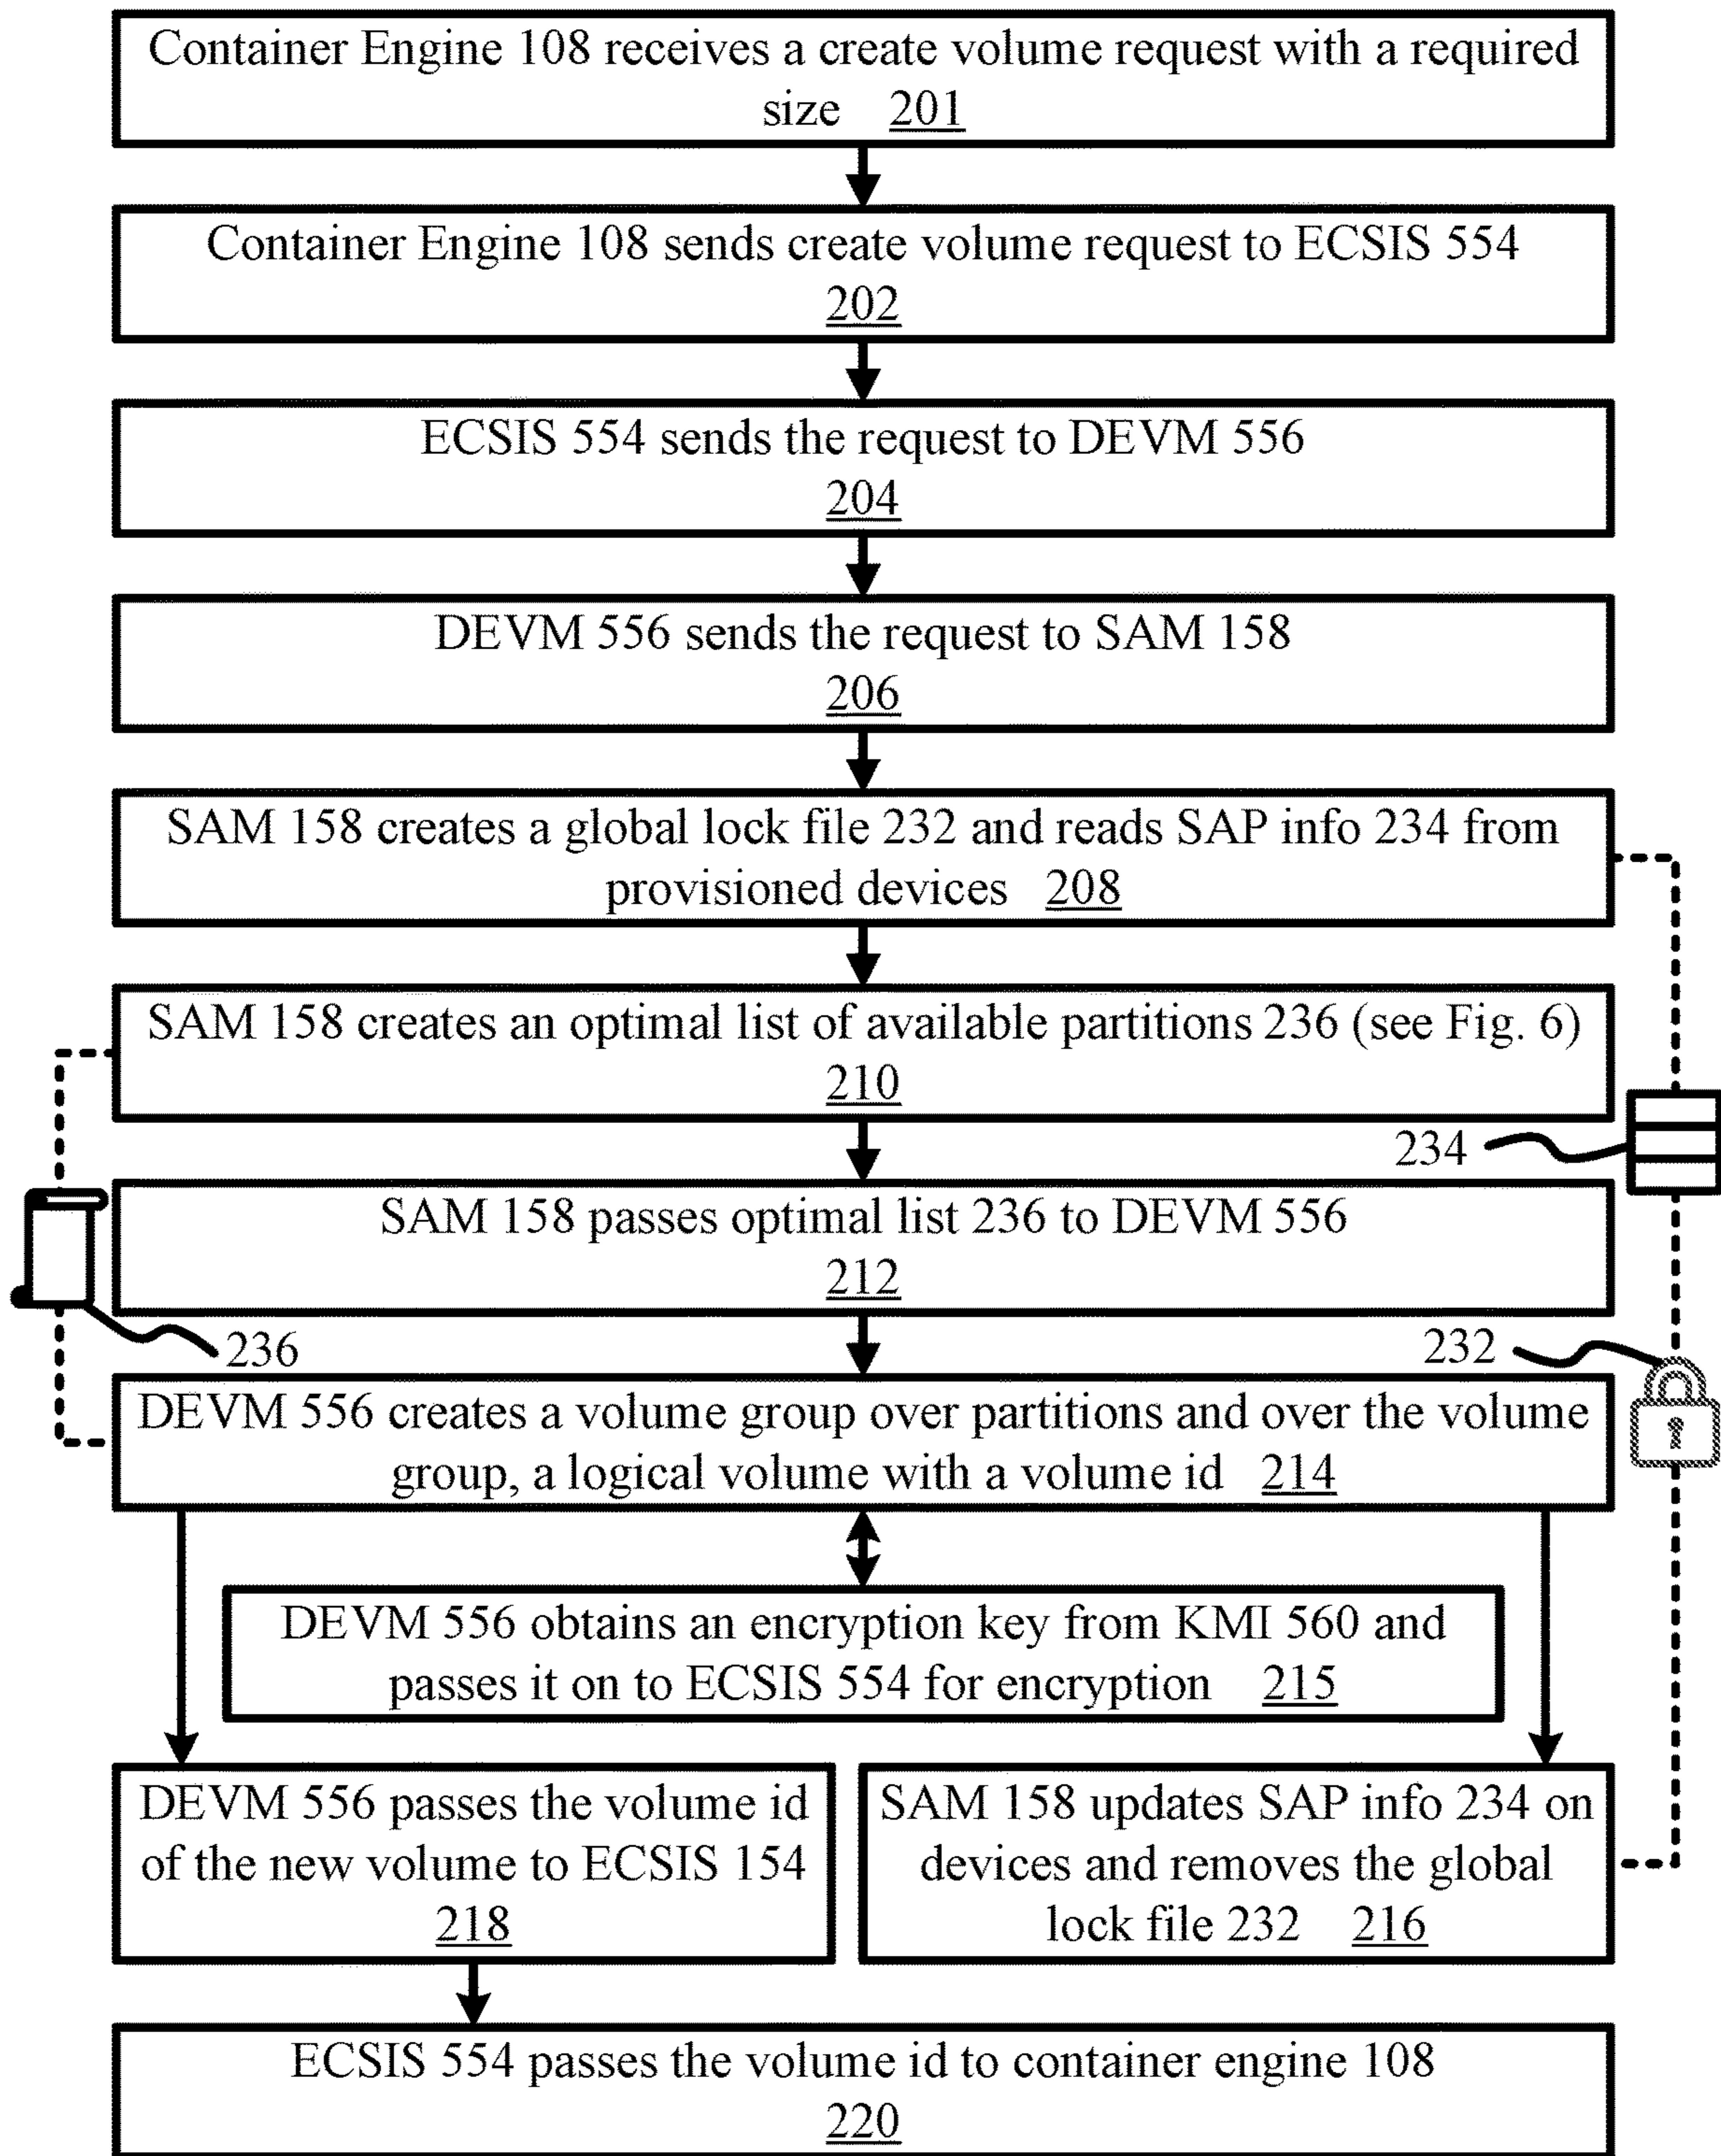 Container Engine 108 receives a create volume request with a required
size 201
Container Engine 108 sends create volume request to ECSIS 554
202
ECSIS 554 sends the request to DEVM 556
204
DEVM 556 sends the request to SAM 158
206
SAM 158 creates a global lock file 232 and reads SAP info 234 from
provisioned devices 208
SAM 158 creates an optimal list of available partitions 236 (see Fig. 6)
210
234
SAM 158 passes optimal list 236 to DEVM 556
212
236
232
DEVM 556 creates a volume group over partitions and over the volume
group, a logical volume with a volume id 214
DEVM 556 obtains an encryption key from KMI 560 and
passes it on to ECSIS 554 for encryption 215
DEVM 556 passes the volume id
of the new volume to ECSIS 154
218
SAM 158 updates SAP info 234 on
devices and removes the global
lock file 232 216
ECSIS 554 passes the volume id to container engine 108
220